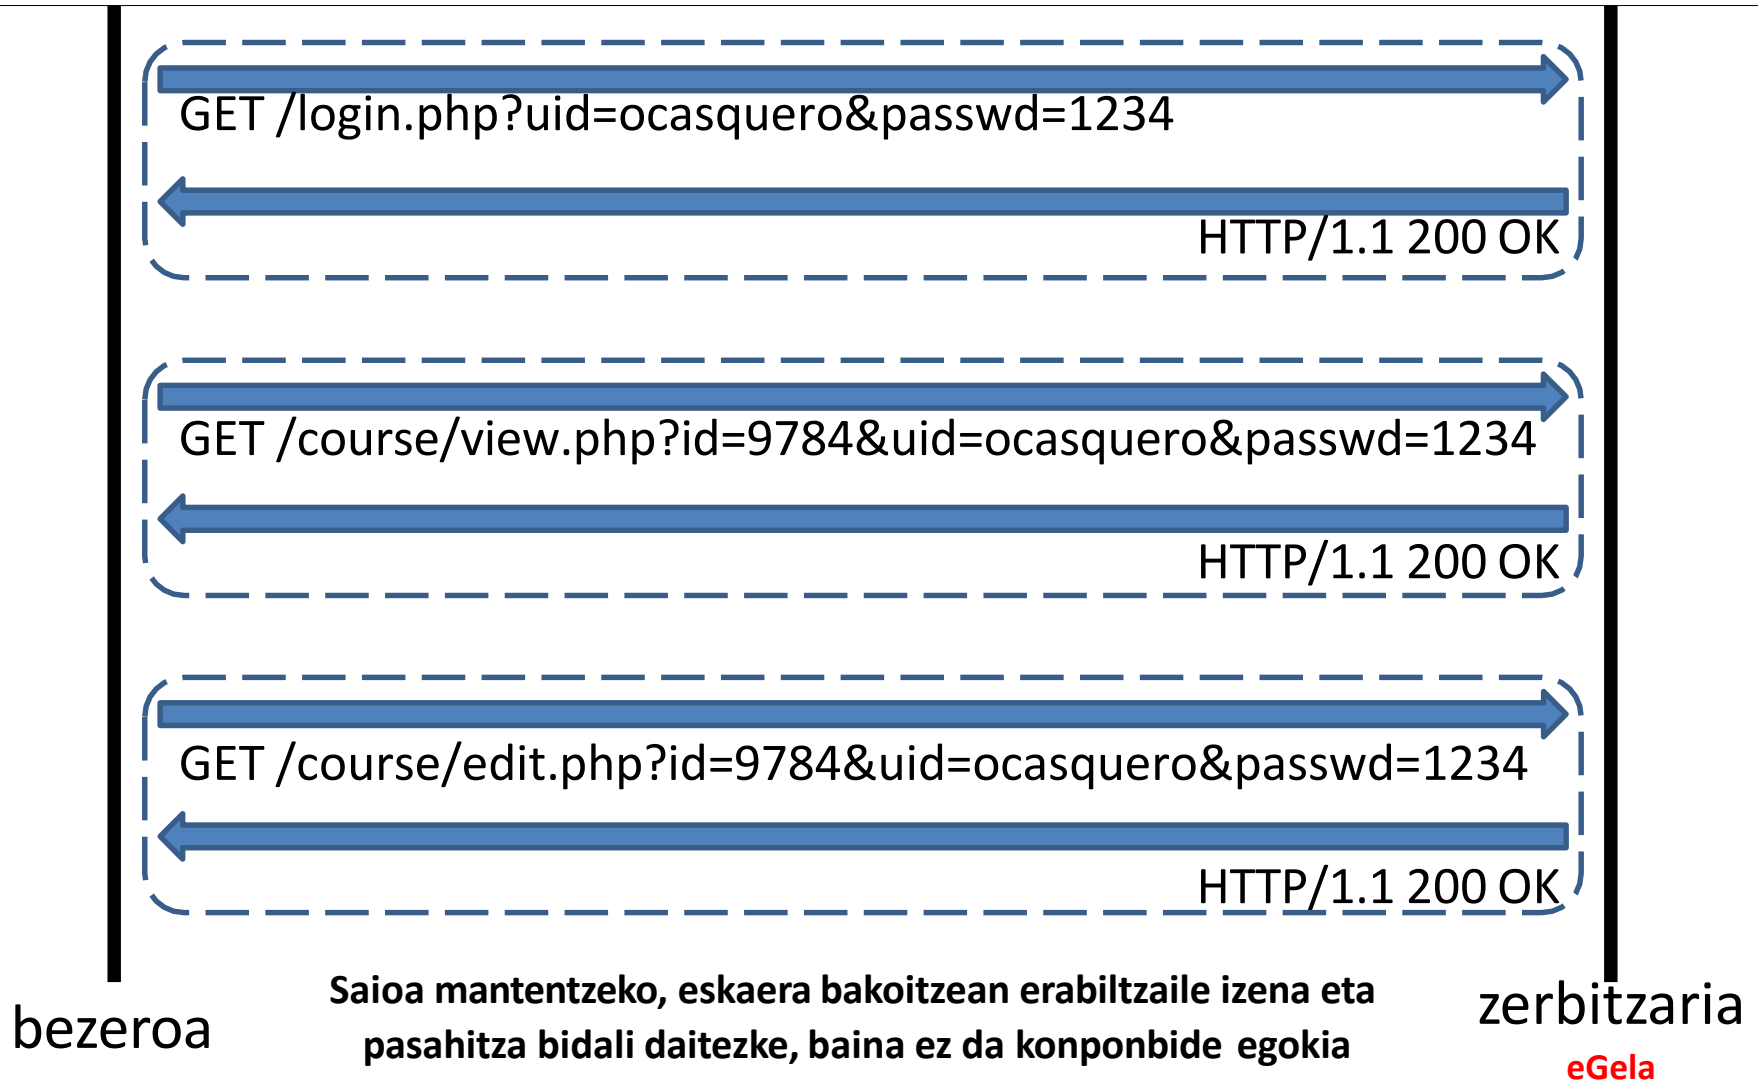 GET /login.php?uid=ocasquero&passwd=1234
HTTP/1.1 200 OK
GET /course/view.php?id=9784&uid=ocasquero&passwd=1234
HTTP/1.1 200 OK
GET /course/edit.php?id=9784&uid=ocasquero&passwd=1234
HTTP/1.1 200 OK
bezeroa
Saioa mantentzeko, eskaera bakoitzean erabiltzaile izena eta
pasahitza bidali daitezke, baina ez da konponbide egokia
zerbitzaria
eGela